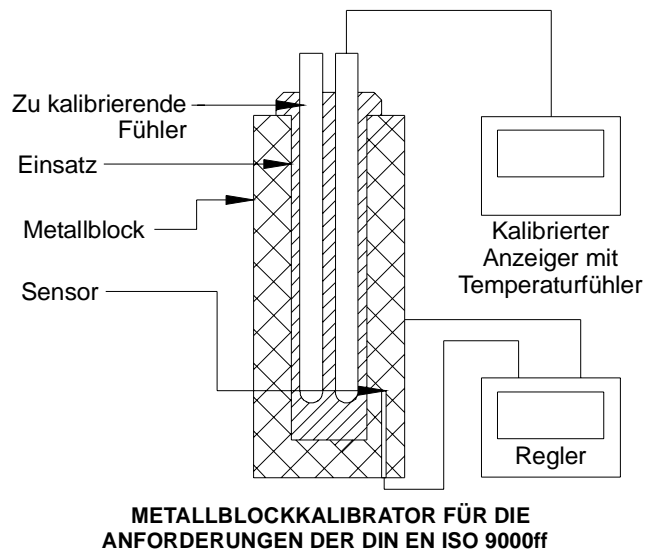 Zu kalibrierende
Fühler
Einsatz
Metallblock
Sensor
Kalibrierter
Anzeiger mit
Temperaturfühler
Regler
METALLBLOCKKALIBRATOR FÜR DIE
ANFORDERUNGEN DER DIN EN ISO 9000ff